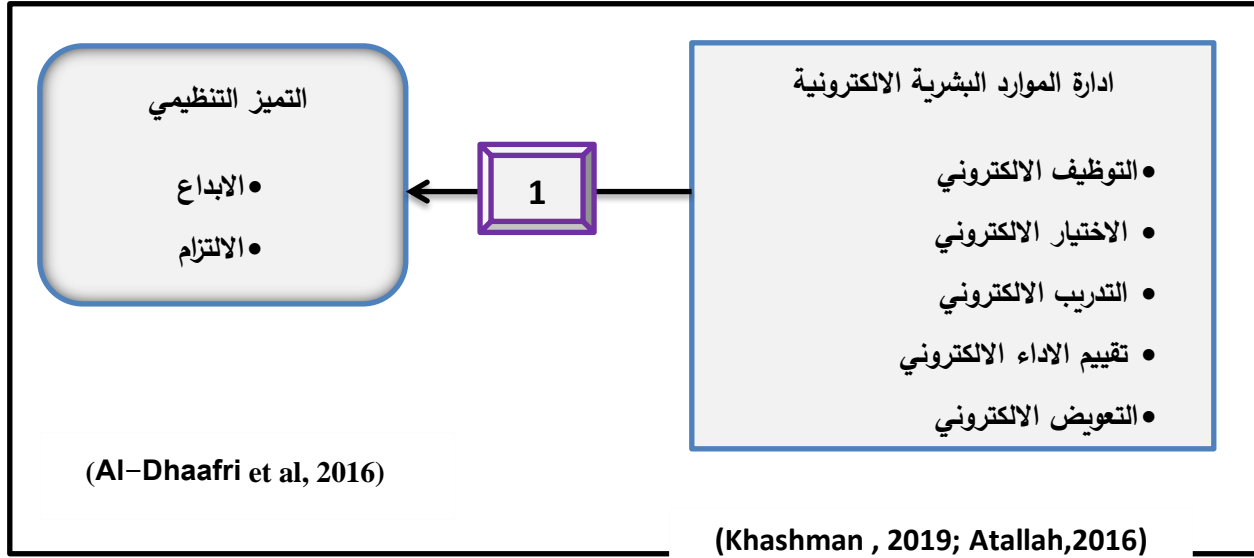 ادارة الموارد البشرية الالكترونية
•التوظيف الالكتروني
• الاختيار الالكتروني
• التدريب الالكتروني
• تقييم الاداء الالكتروني
•التعويض الالكتروني
1
التميز التنظيمي
•الابداع
•الالتزام
(Al-Dhaafri et al, 2016)
(Khashman , 2019; Atallah,2016)